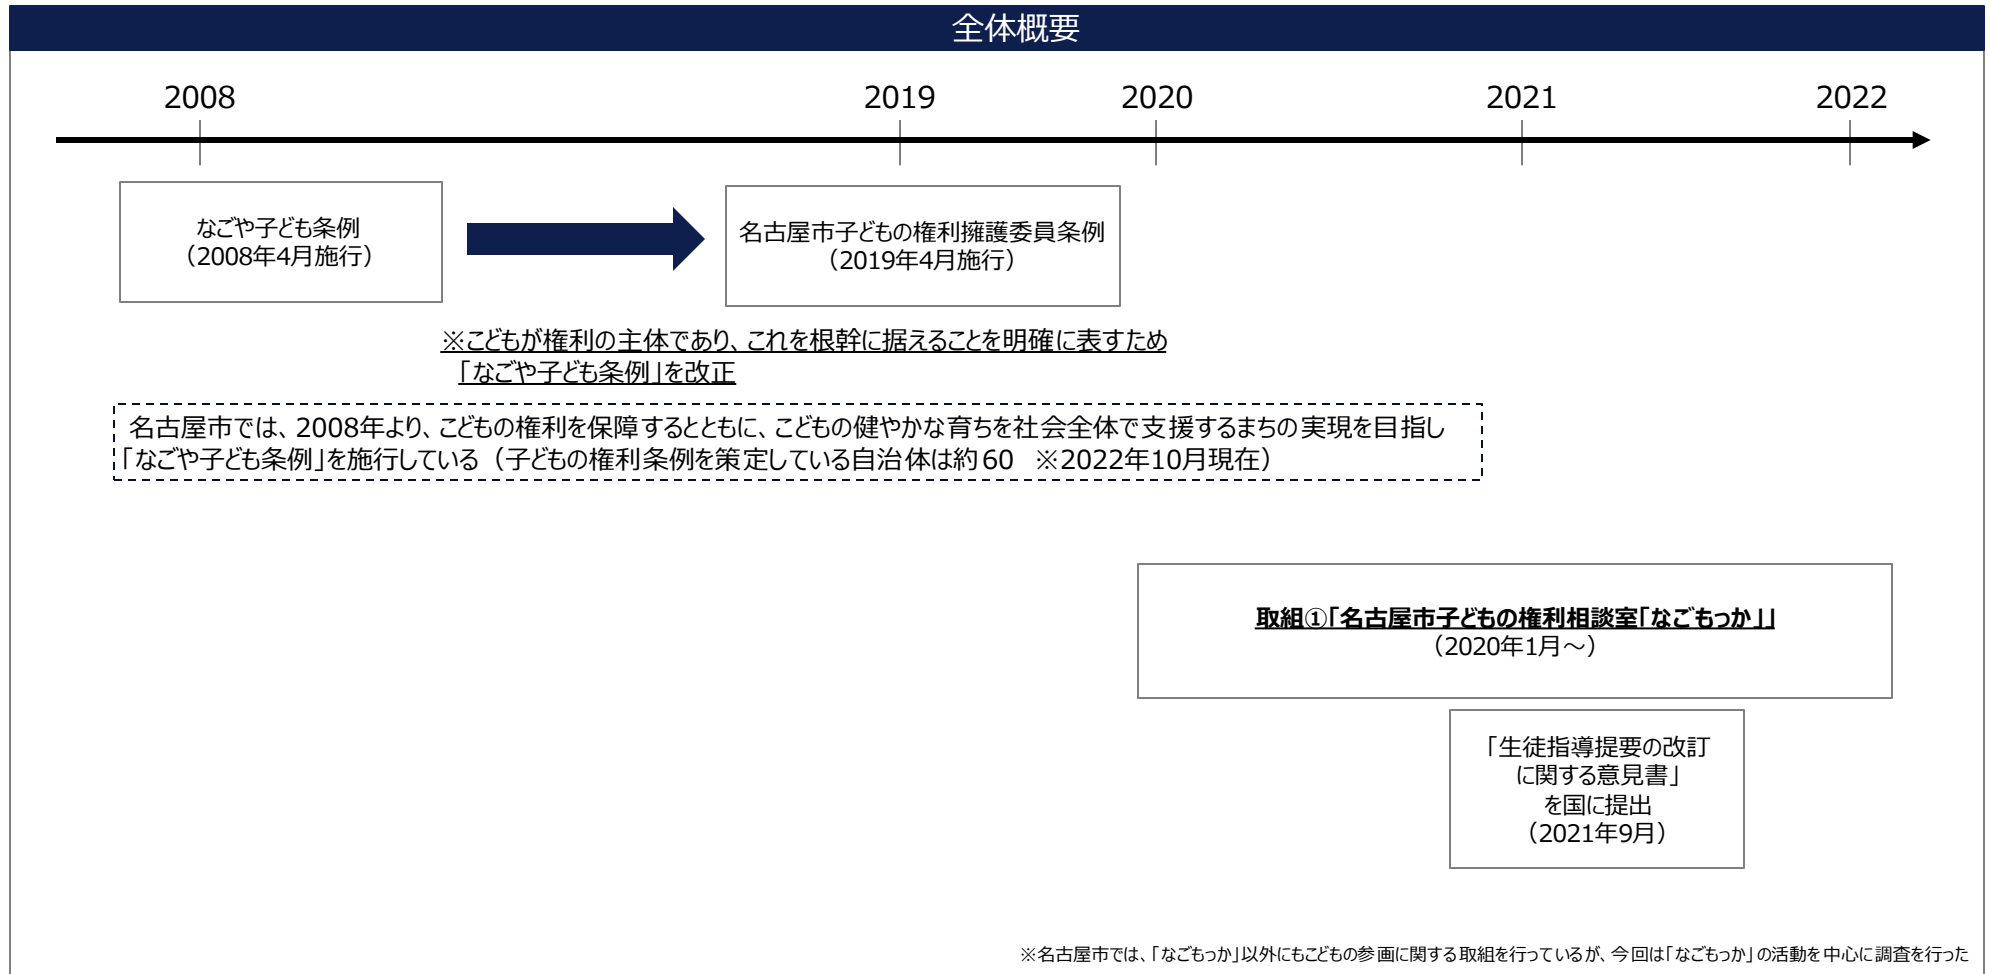 全体概要
2008
2019
2020
2021
2022
なごや子ども条例
（2008年4月施行）
名古屋市子どもの権利擁護委員条例
（2019年4月施行）
※こどもが権利の主体であり、これを根幹に据えることを明確に表すため
「なごや子ども条例」を改正
名古屋市では、2008年より、こどもの権利を保障するとともに、こどもの健やかな育ちを社会全体で支援するまちの実現を目指し
「なごや子ども条例」を施行している（子どもの権利条例を策定している自治体は約60　※2022年10月現在）
取組①「名古屋市子どもの権利相談室「なごもっか」」
（2020年1月～）
「生徒指導提要の改訂
に関する意見書」
を国に提出
（2021年9月）
※名古屋市では、「なごもっか」以外にもこどもの参画に関する取組を行っているが、今回は「なごもっか」の活動を中心に調査を行った